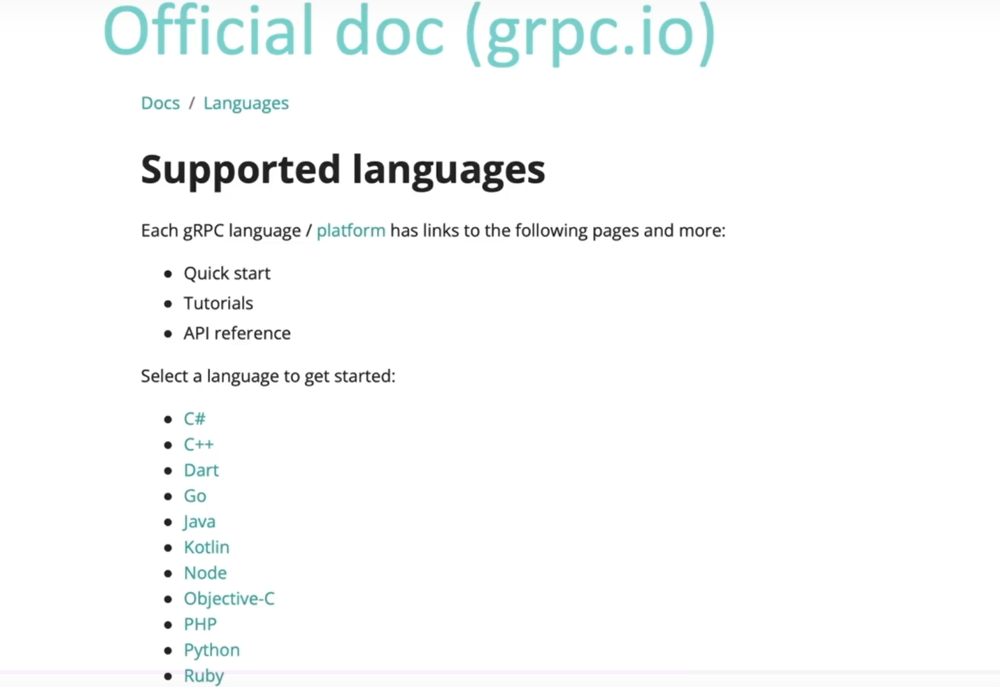 Official doc (grpc.io)
Docs / Languages
Supported languages
Each gRPC language / platform has links to the following pages and more:
• Quick start
• Tutorials
• API reference
Select a language to get started:
• C#
• C++
• Dart
• Go
• Java
• Kotlin
• Node
• Objective-C
• PHP
• Python
• Ruby